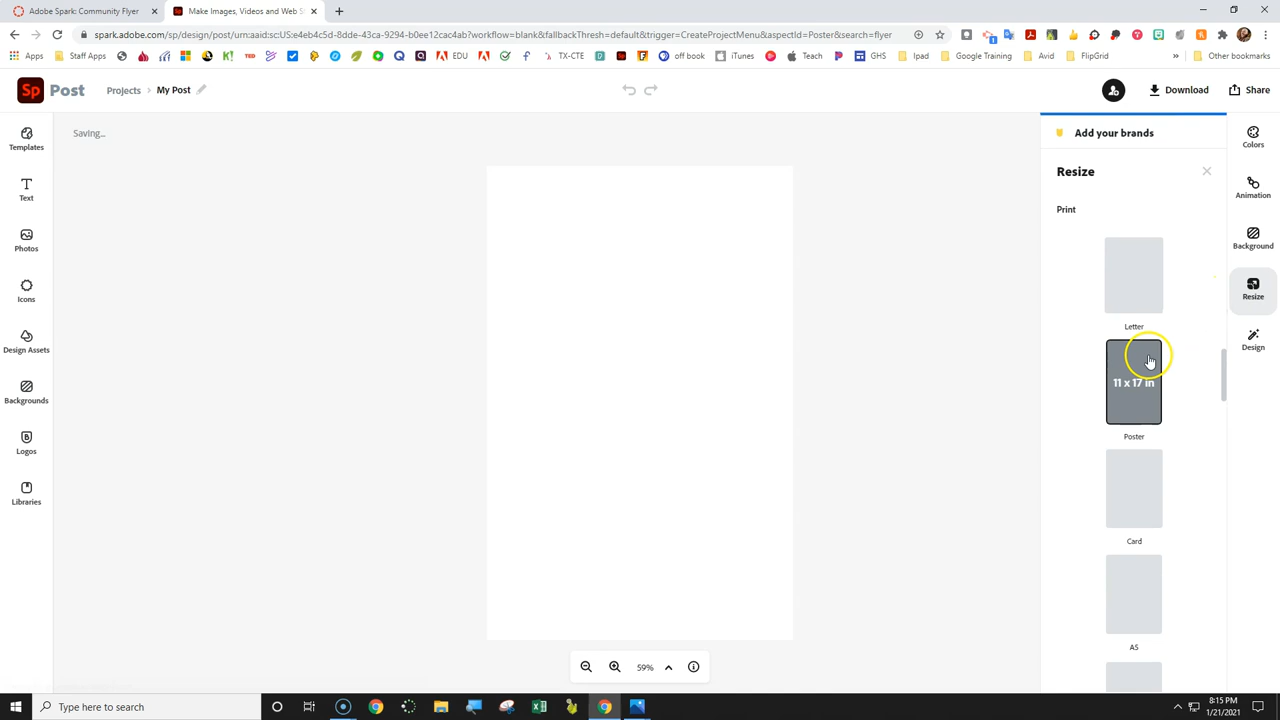 Adobe Spark Community Flyer
Make Images, Videos and Web S
spark.adobe.com/sp/design/post/urn:aaid:sc:US:e4eb4c5d-8dde-43ca-9294-b0ee12cac4ab?workflow=blank&fallbackThresh=default&trigger=CreateProjectMenu&aspectId=Poster&search=flyer
Apps Staff Apps EDU TX-CTE off book iTunes Teach GHS Ipad Google Training Avid FlipGrid » Other bookmarks
Sp Post Projects > My Post Download Share
Saving...
Templates
Text
Photos
Icons
Design Assets
Backgrounds
Logos
Libraries
Add your brands
Resize
Print
Letter
11 x 17 in
Poster
Card
A5
Colors
Animation
Background
Resize
Design
59%
Type here to search
8:15 PM
1/21/2021